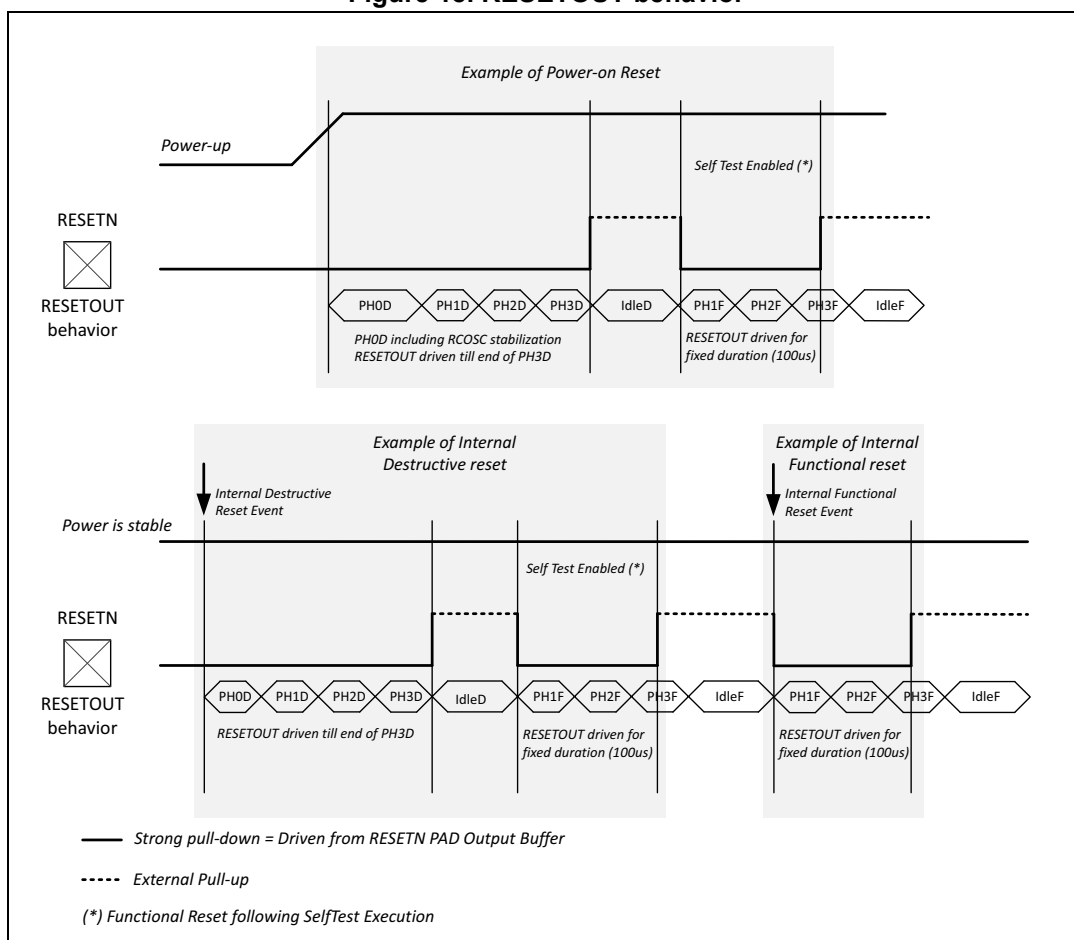 Example of Power-on Reset
Power-up
Self Test Enabled (*)
RESETN
RESETOUT
behavior
PH0D PH1D PH2D PH3D IdleD PH1F PH2F PH3F IdleF
PH0D including RCOSC stabilization
RESETOUT driven till end of PH3D
RESETOUT driven for
fixed duration (100us)
Example of Internal
Destructive reset
Example of Internal
Functional reset
Internal Destructive
Reset Event
Internal Functional
Reset Event
Power is stable
Self Test Enabled (*)
RESETN
RESETOUT
behavior
PH0D PH1D PH2D PH3D IdleD PH1F PH2F PH3F IdleF PH1F PH2F PH3F IdleF
RESETOUT driven till end of PH3D
RESETOUT driven for
fixed duration (100us)
RESETOUT driven for
fixed duration (100us)
Strong pull-down = Driven from RESETN PAD Output Buffer
External Pull-up
(*) Functional Reset following SelfTest Execution